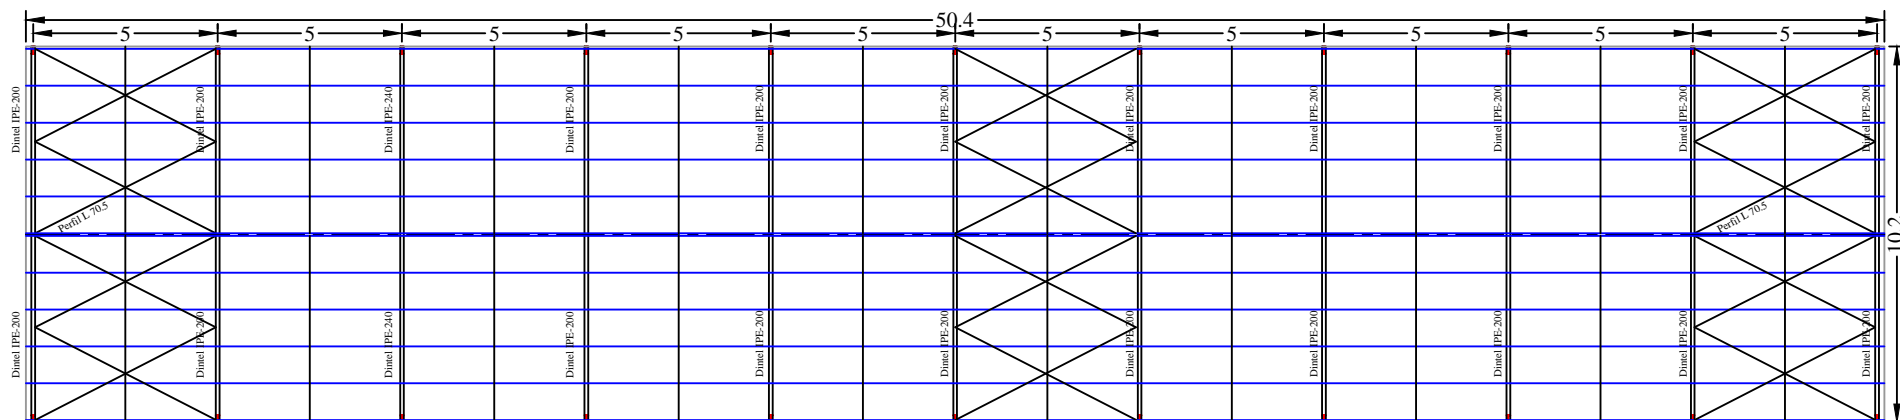 50.4
5 5 5 5 5 5 5 5 5 5
Dintel IPE-200 Dintel IPE-200 Dintel IPE-240 Dintel IPE-200 Dintel IPE-200 Dintel IPE-200 Dintel IPE-200 Dintel IPE-200 Dintel IPE-200 Dintel IPE-200 Dintel IPE-200
Perfil L 70.5 Perfil L 70.5
10.2
Dintel IPE-200 Dintel IPE-200 Dintel IPE-240 Dintel IPE-200 Dintel IPE-200 Dintel IPE-200 Dintel IPE-200 Dintel IPE-200 Dintel IPE-200 Dintel IPE-200 Dintel IPE-200